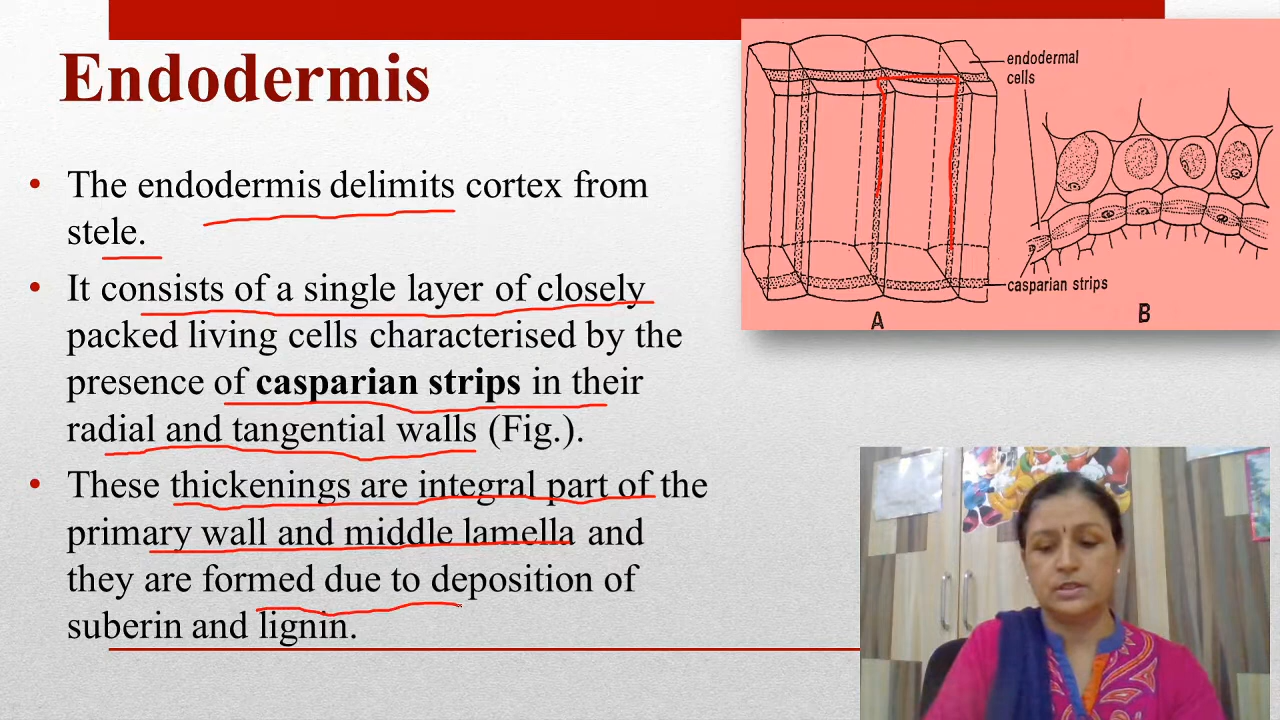 Endodermis
• The endodermis delimits cortex from
stele.
• It consists of a single layer of closely
packed living cells characterised by the
presence of casparian strips in their
radial and tangential walls (Fig.).
• These thickenings are integral part of the
primary wall and middle lamella and
they are formed due to deposition of
suberin and lignin.
endodermal
cells
casparian strips
A
B